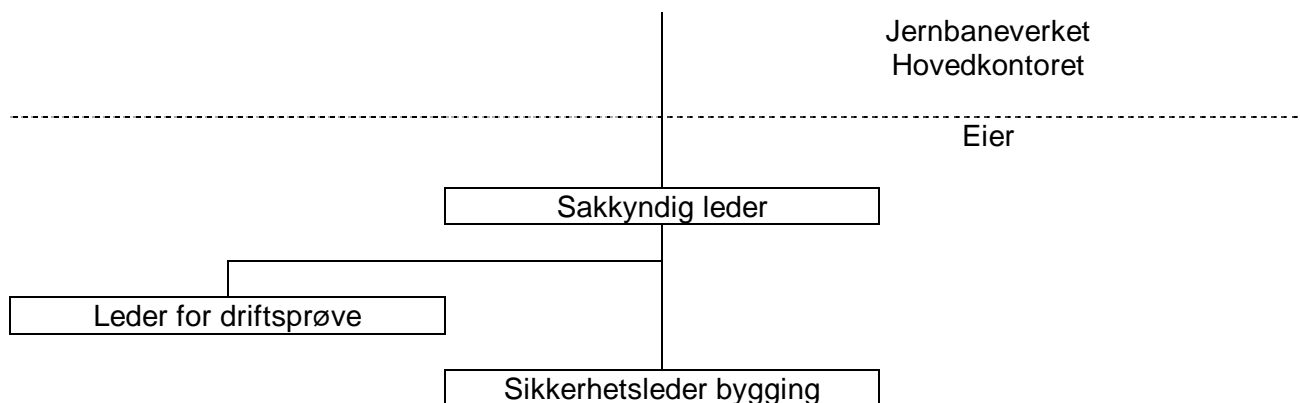 Jernbaneverket
Hovedkontoret
Eier
Sakkyndig leder
Leder for driftsprøve
Sikkerhetsleder bygging